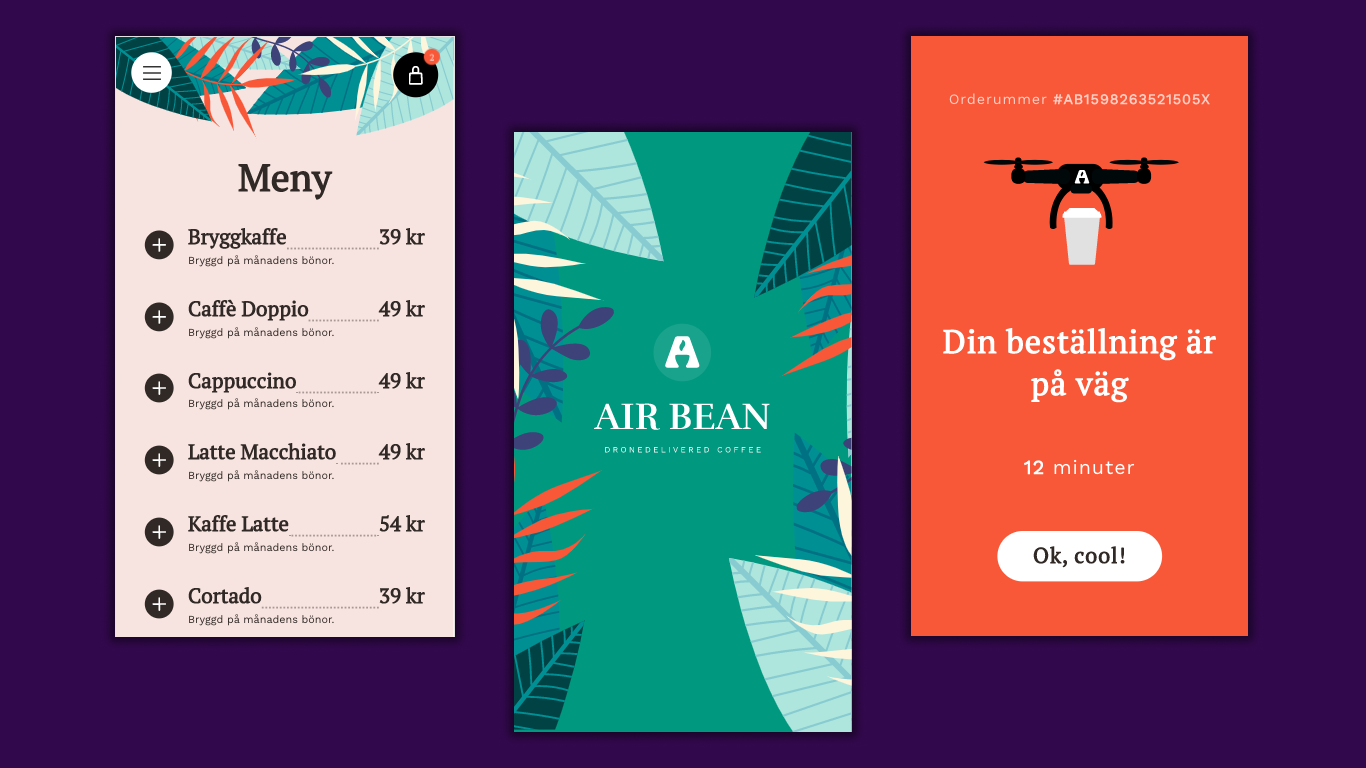 2
Meny
Bryggkaffe 39 kr
Bryggd på månadens bönor.
Caffè Doppio 49 kr
Bryggd på månadens bönor.
Cappuccino 49 kr
Bryggd på månadens bönor.
Latte Macchiato 49 kr
Bryggd på månadens bönor.
Kaffe Latte 54 kr
Bryggd på månadens bönor.
Cortado 39 kr
Bryggd på månadens bönor.
A
AIR BEAN
DRONEDELIVERED COFFEE
Orderummer #AB1598263521505X
A
Din beställning är
på väg
12 minuter
Ok, cool!